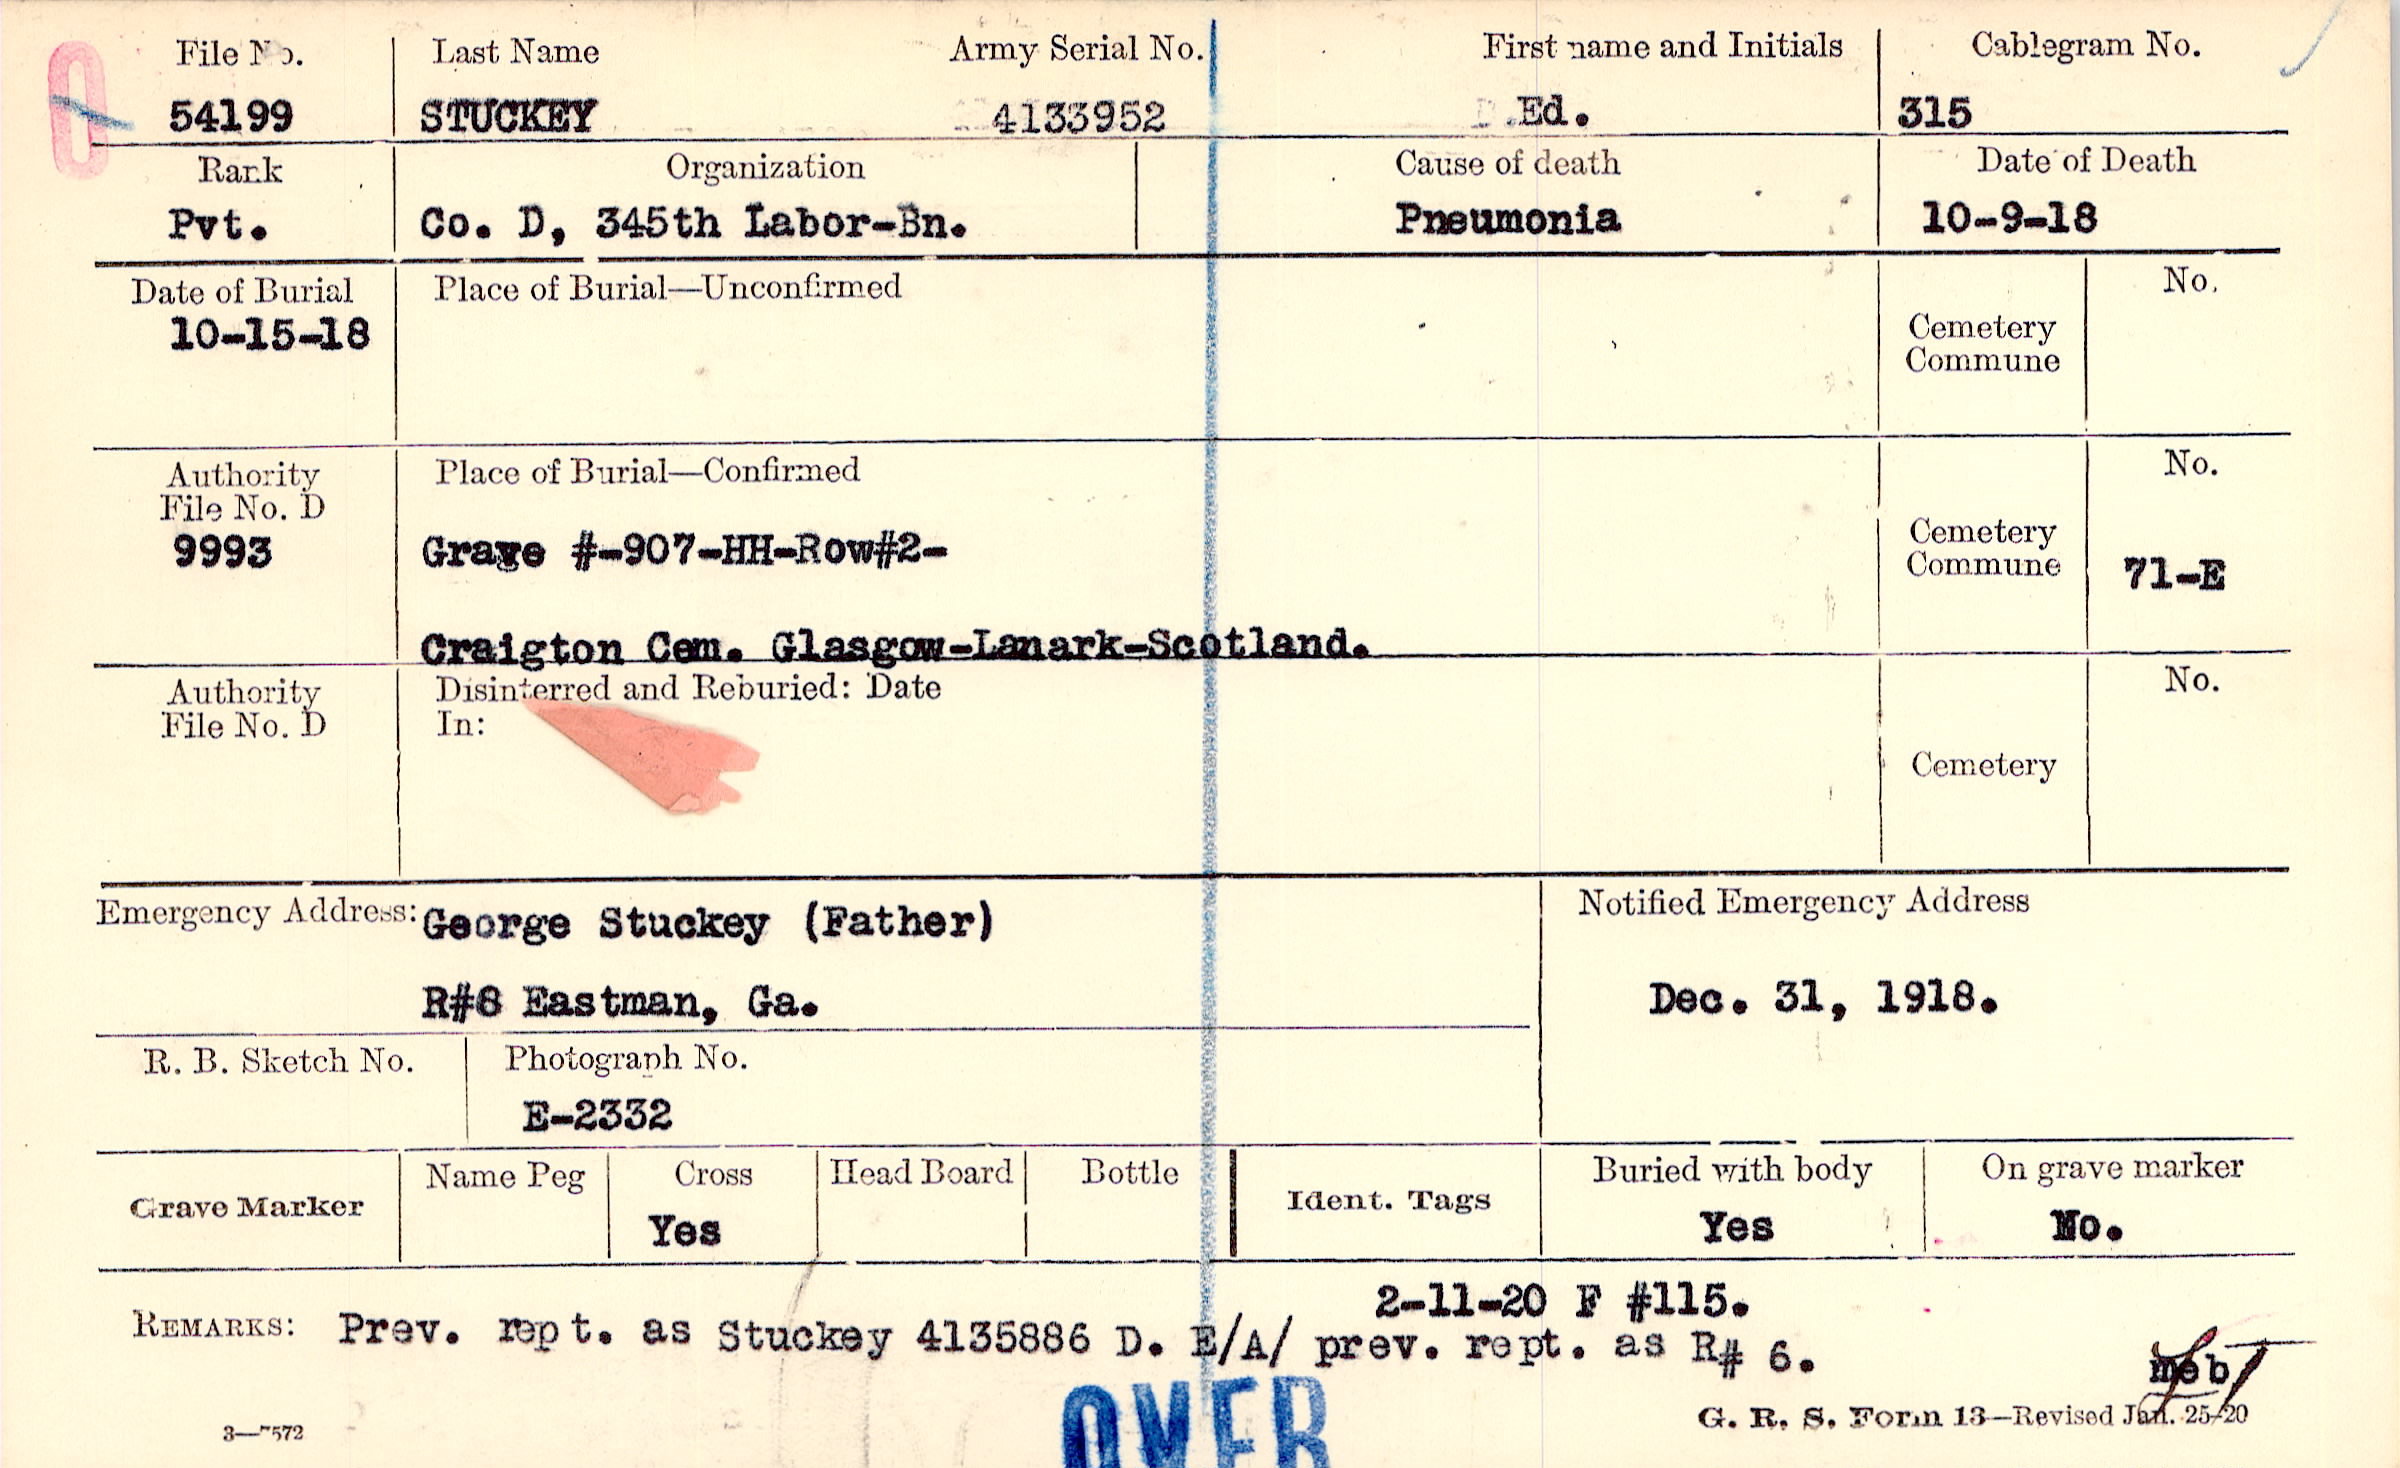 File No. Last Name Army Serial No. First name and Initials Cablegram No.
54199 STUCKEY 4133952 Ed. 315
Rank Organization Cause of death Date of Death
Pvt. Co. D, 345th Labor-Bn. Pneumonia 10-9-18
Date of Burial Place of Burial—Unconfirmed No.
10-15-18
Cemetery
Commune
Authority Place of Burial—Confirmed No.
File No. D
9993 Grave #-907-HH-Row#2-
Cemetery
Commune 71-E
Craigton Cem. Glasgow-Lanark-Scotland.
Authority Disinterred and Reburied: Date No.
File No. D In:
Cemetery
Emergency Address: George Stuckey (Father) Notified Emergency Address
R#8 Eastman, Ga. Dec. 31, 1918.
R. B. Sketch No. Photograph No.
E-2332
Grave Marker Name Peg Cross Head Board Bottle Ident. Tags Buried with body On grave marker
Yes Yes No.
2-11-20 F #115.
REMARKS: Prev. rept. as Stuckey 4135886 D. E/A/ prev. rept. as R# 6.
meb
OVER
3—7572 G. R. S. Form 13—Revised Jan. 25-20